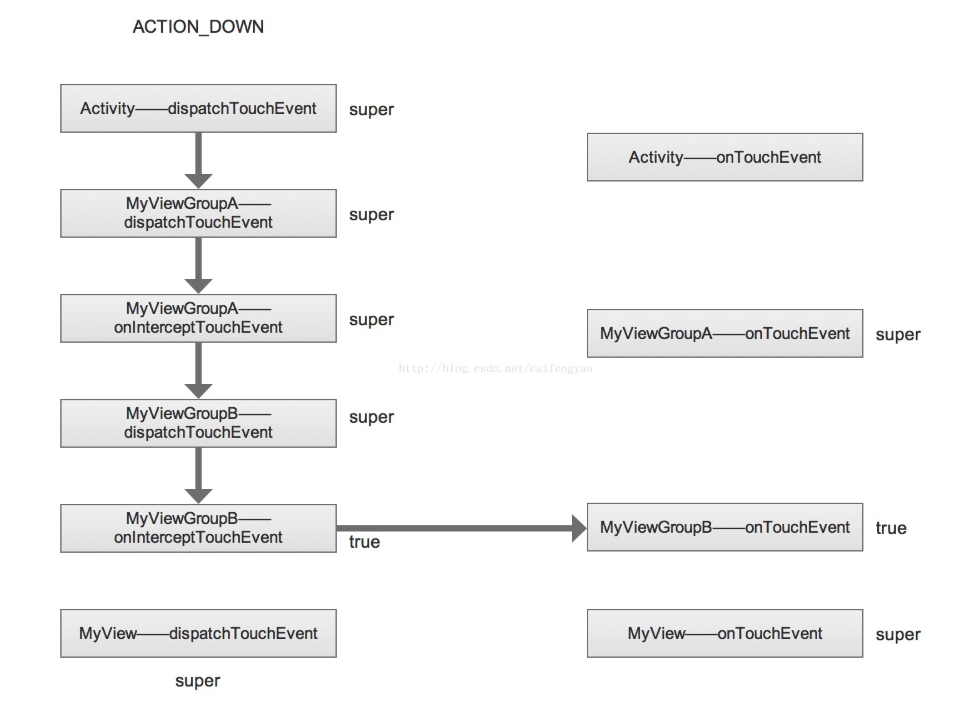 ACTION_DOWN
Activity——dispatchTouchEvent
super
Activity——onTouchEvent
MyViewGroupA——
dispatchTouchEvent
super
MyViewGroupA——
onInterceptTouchEvent
super
MyViewGroupA——onTouchEvent
super
http://blog.csdn.net/caifengyao
MyViewGroupB——
dispatchTouchEvent
super
MyViewGroupB——
onInterceptTouchEvent
true
MyViewGroupB——onTouchEvent
true
MyView——dispatchTouchEvent
super
MyView——onTouchEvent
super